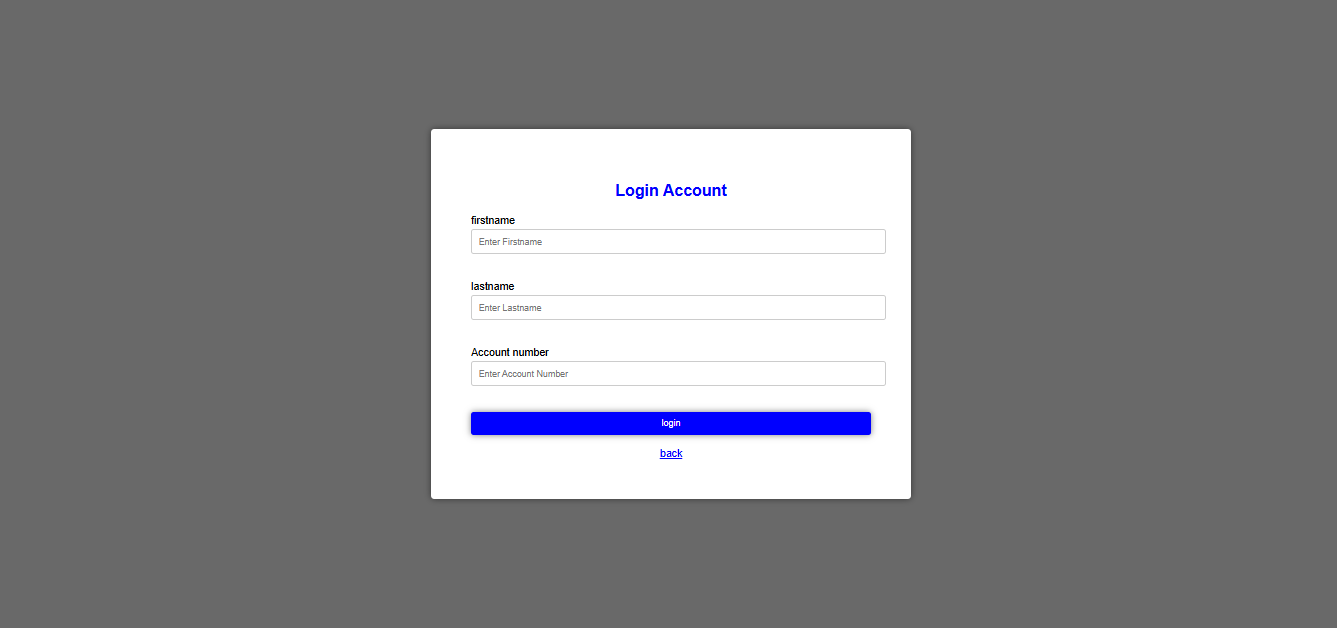 Login Account
firstname
Enter Firstname
lastname
Enter Lastname
Account number
Enter Account Number
login
back